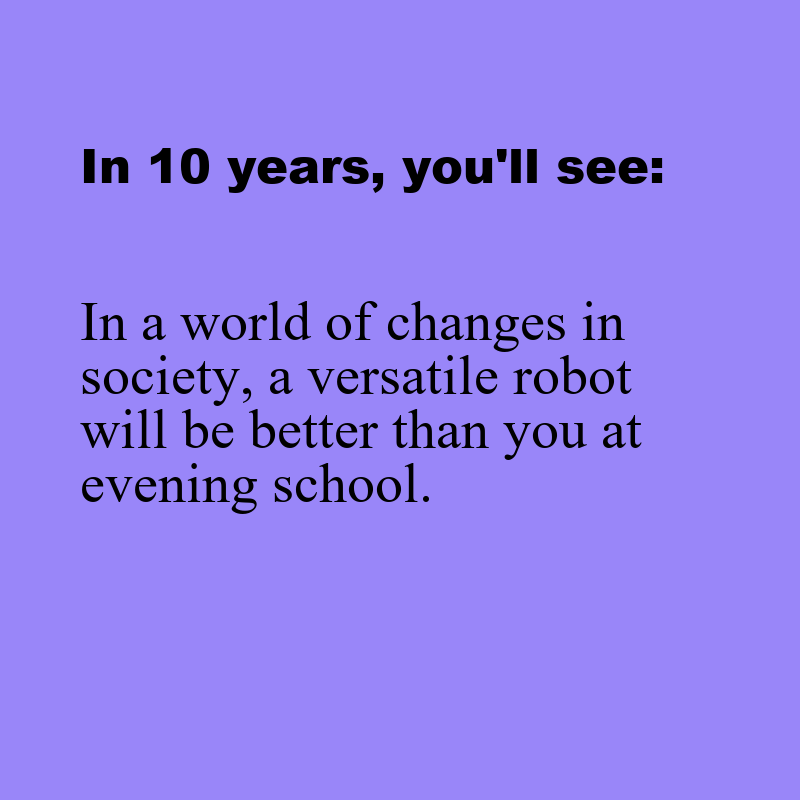 In 10 years, you'll see:
In a world of changes in
society, a versatile robot
will be better than you at
evening school.